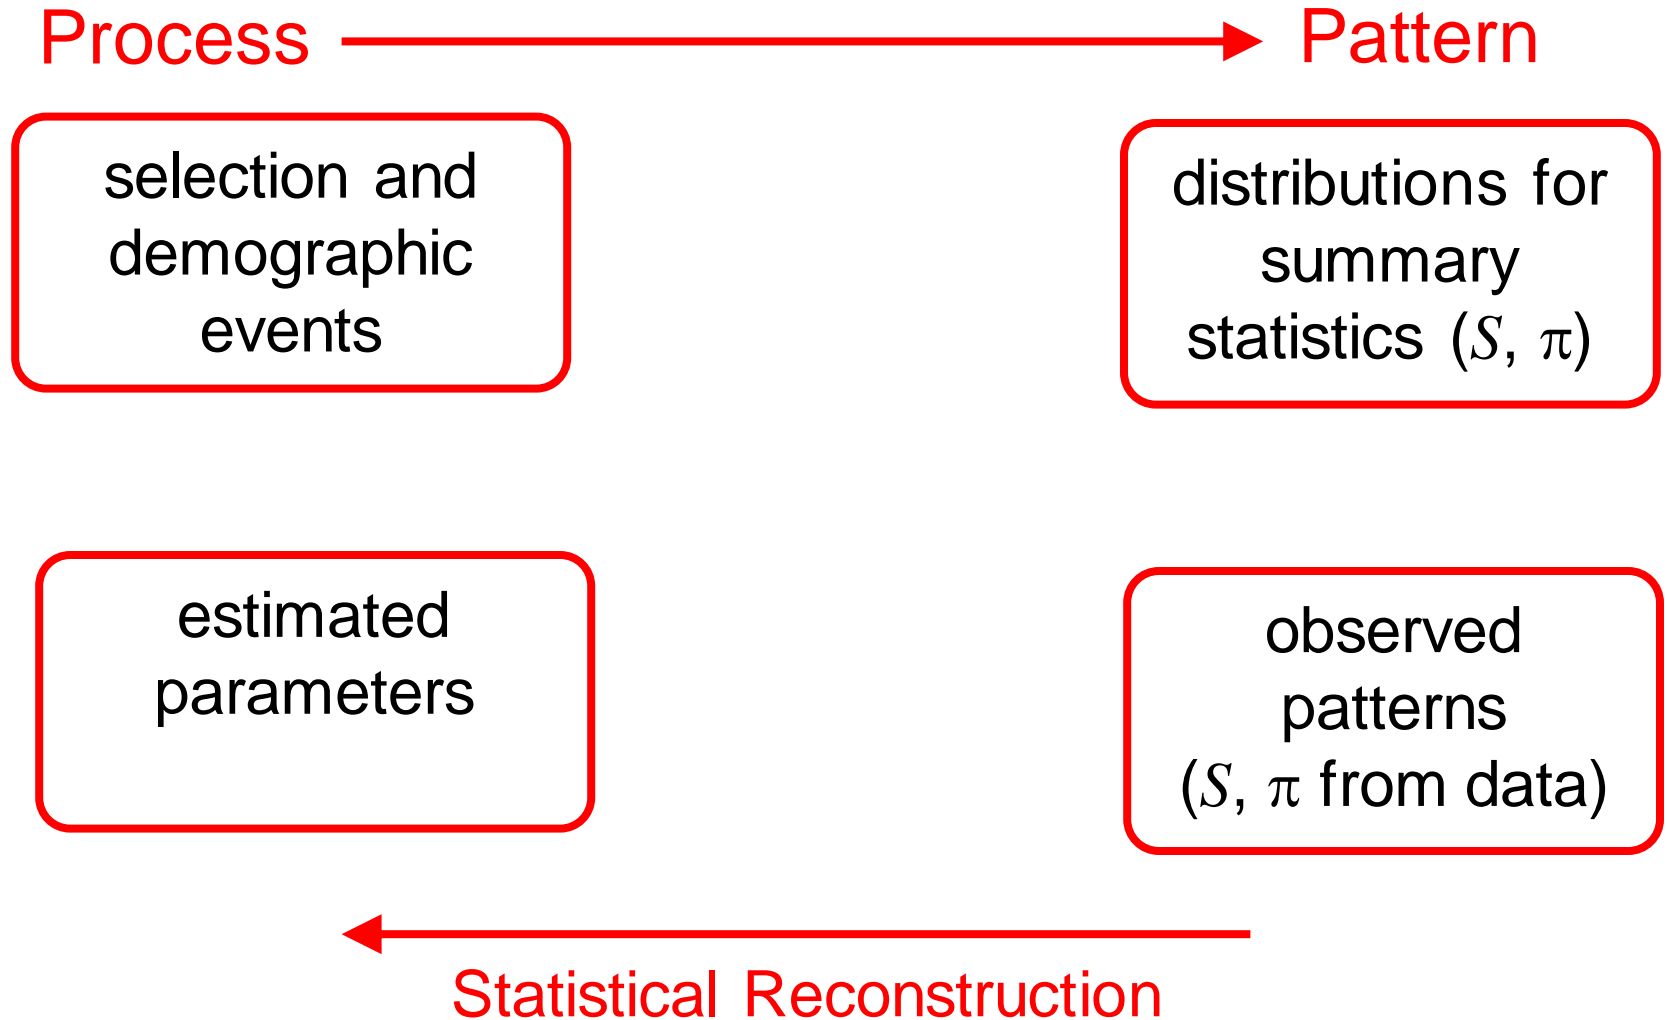 Process
Pattern
selection and
demographic
events
distributions for
summary
statistics (S, π)
estimated
parameters
observed
patterns
(S, π from data)
Statistical Reconstruction